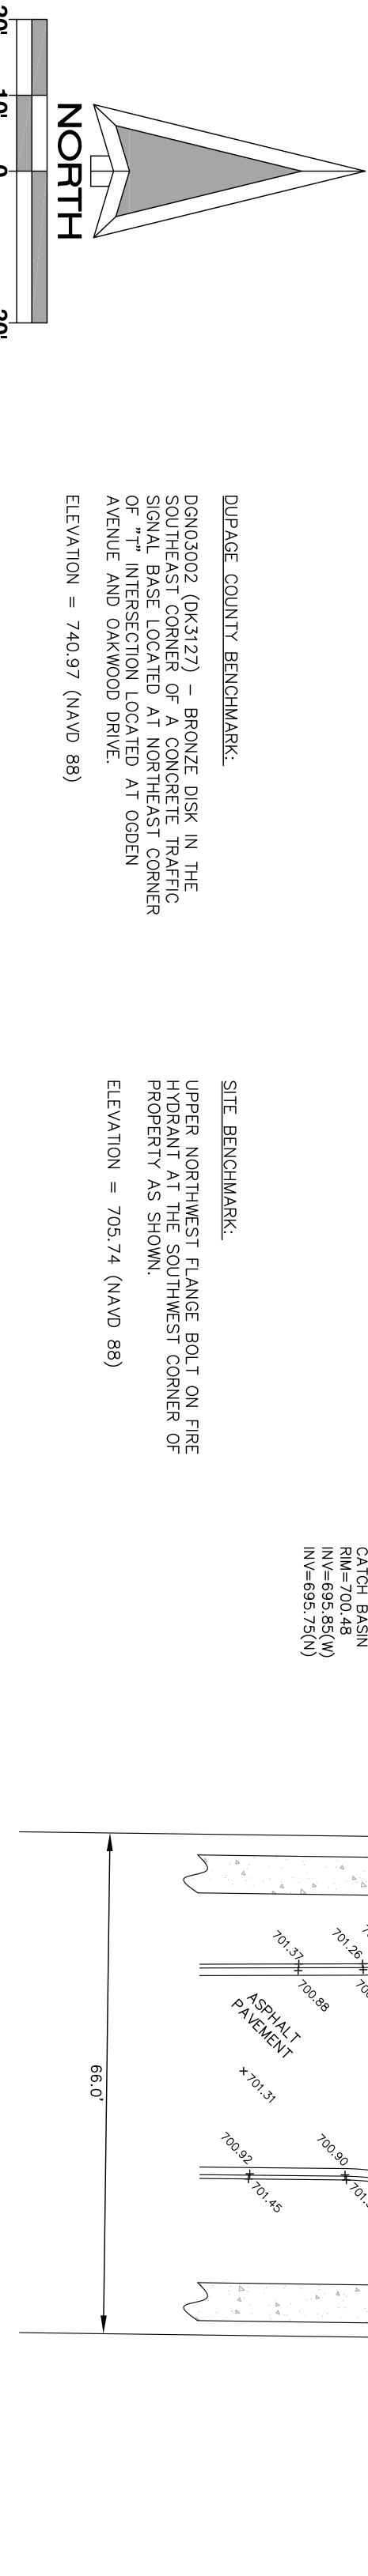 20'
10'
0
20'
NORTH
DUPAGE COUNTY BENCHMARK:
DGN03002 (DK3127) – BRONZE DISK IN THE
SOUTHEAST CORNER OF A CONCRETE TRAFFIC
SIGNAL BASE LOCATED AT NORTHEAST CORNER
OF "T" INTERSECTION LOCATED AT OGDEN
AVENUE AND OAKWOOD DRIVE.
ELEVATION = 740.97 (NAVD 88)
SITE BENCHMARK:
UPPER NORTHWEST FLANGE BOLT ON FIRE
HYDRANT AT THE SOUTHWEST CORNER OF
PROPERTY AS SHOWN.
ELEVATION = 705.74 (NAVD 88)
CATCH BASIN
RIM=700.48
INV=695.85(W)
INV=695.75(N)
701.26
701.37
700.88
ASPHALT
PAVEMENT
701.31
700.90
700.92
701.45
66.0'